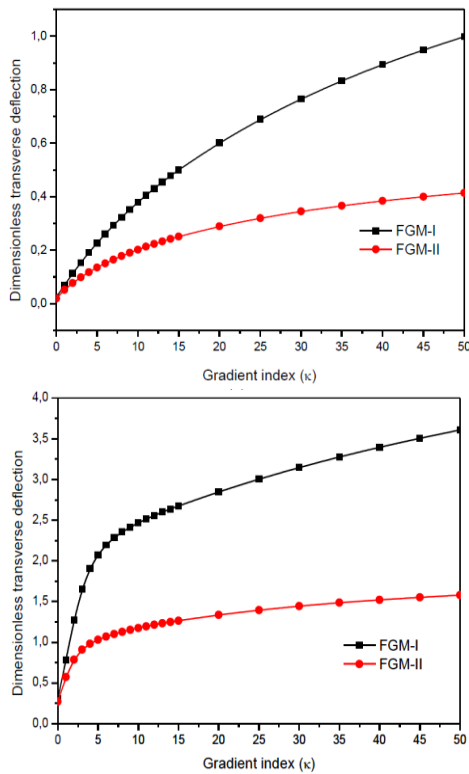 Dimensionless transverse deflection
1,0
0,8
0,6
0,4
0,2
0,0
FGM-I
FGM-II
0 5 10 15 20 25 30 35 40 45 50
Gradient index (κ)
Dimensionless transverse deflection
4,0
3,5
3,0
2,5
2,0
1,5
1,0
0,5
0,0
FGM-I
FGM-II
0 5 10 15 20 25 30 35 40 45 50
Gradient index (κ)